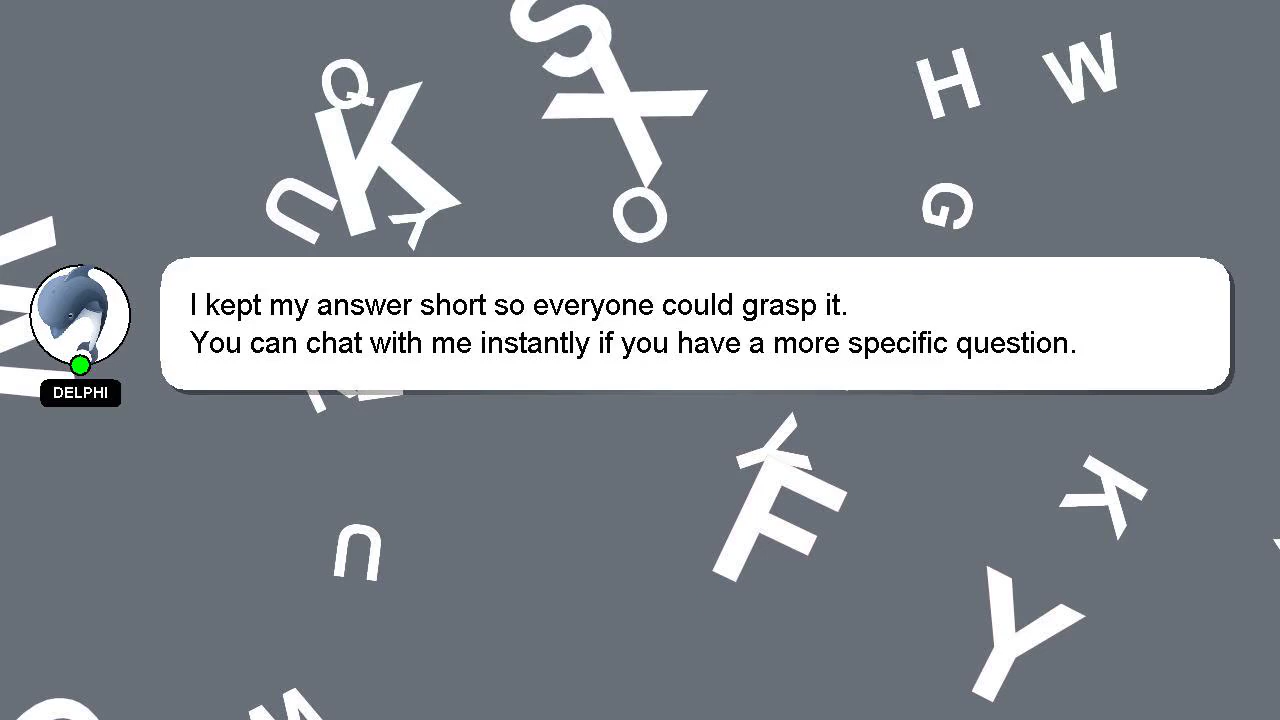 S
Q
H
W
K
X
U
Y
O
G
W
I kept my answer short so everyone could grasp it.
You can chat with me instantly if you have a more specific question.
DELPHI
Y
F
K
U
Y